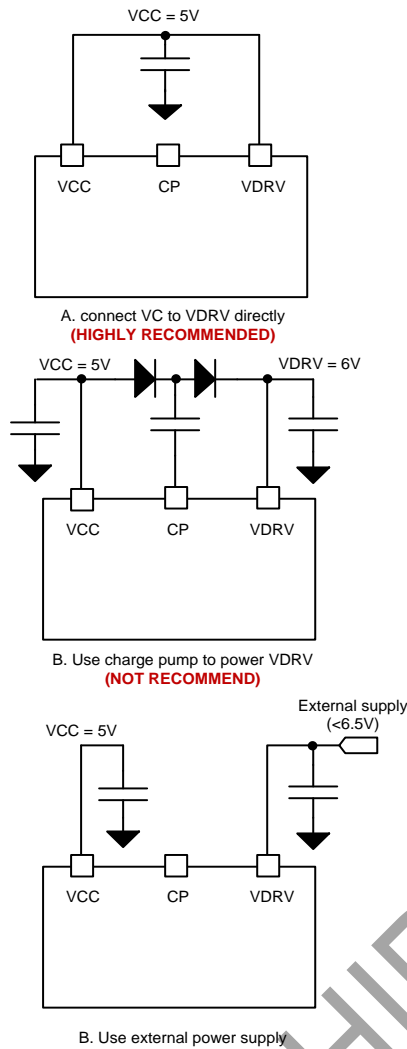 VCC = 5V
VCC CP VDRV
A. connect VC to VDRV directly
(HIGHLY RECOMMENDED)
VCC = 5V VDRV = 6V
VCC CP VDRV
B. Use charge pump to power VDRV
(NOT RECOMMEND)
External supply
(<6.5V)
VCC = 5V
VCC CP VDRV
B. Use external power supply